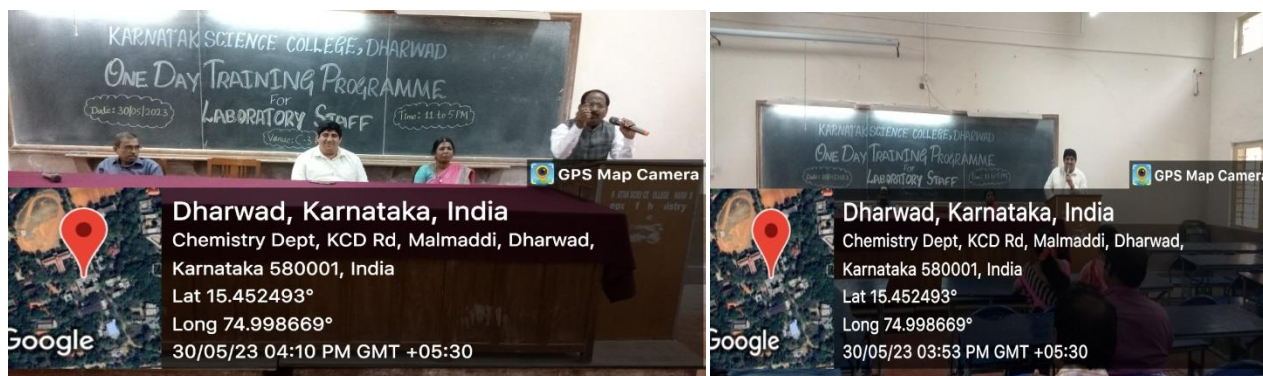 KARNATAK SCIENCE COLLEGE, DHARWAD
ONE DAY TRAINING PROGRAMME
For
LABORATORY STAFF
Date: 30/05/2023
Time: 11 to 5 PM
Venue: C-3
GPS Map Camera
Dharwad, Karnataka, India
Chemistry Dept, KCD Rd, Malmaddi, Dharwad,
Karnataka 580001, India
Lat 15.452493°
Long 74.998669°
30/05/23 04:10 PM GMT +05:30
Google
KARNATAK SCIENCE COLLEGE, DHARWAD
ONE DAY TRAINING PROGRAMME
LABORATORY STAFF
GPS Map Camera
Dharwad, Karnataka, India
Chemistry Dept, KCD Rd, Malmaddi, Dharwad,
Karnataka 580001, India
Lat 15.452493°
Long 74.998669°
30/05/23 03:53 PM GMT +05:30
Google